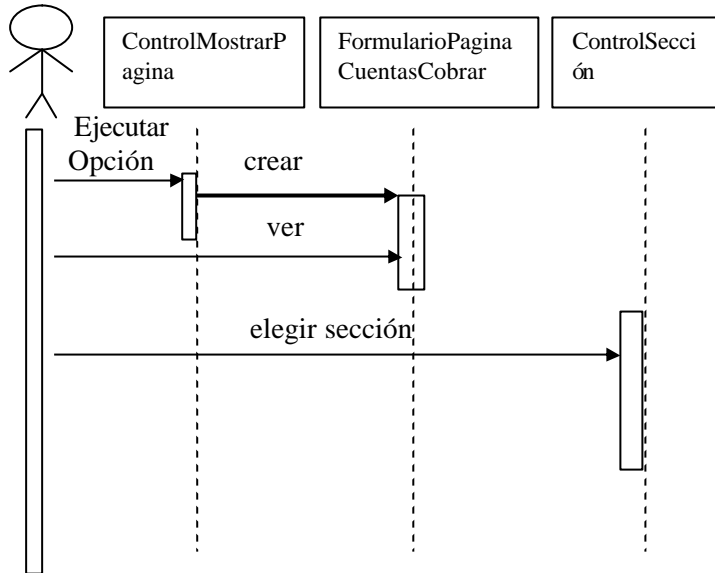 ControlMostrarP
agina
FormularioPagina
CuentasCobrar
ControlSecci
ón
Ejecutar
Opción
crear
ver
elegir sección